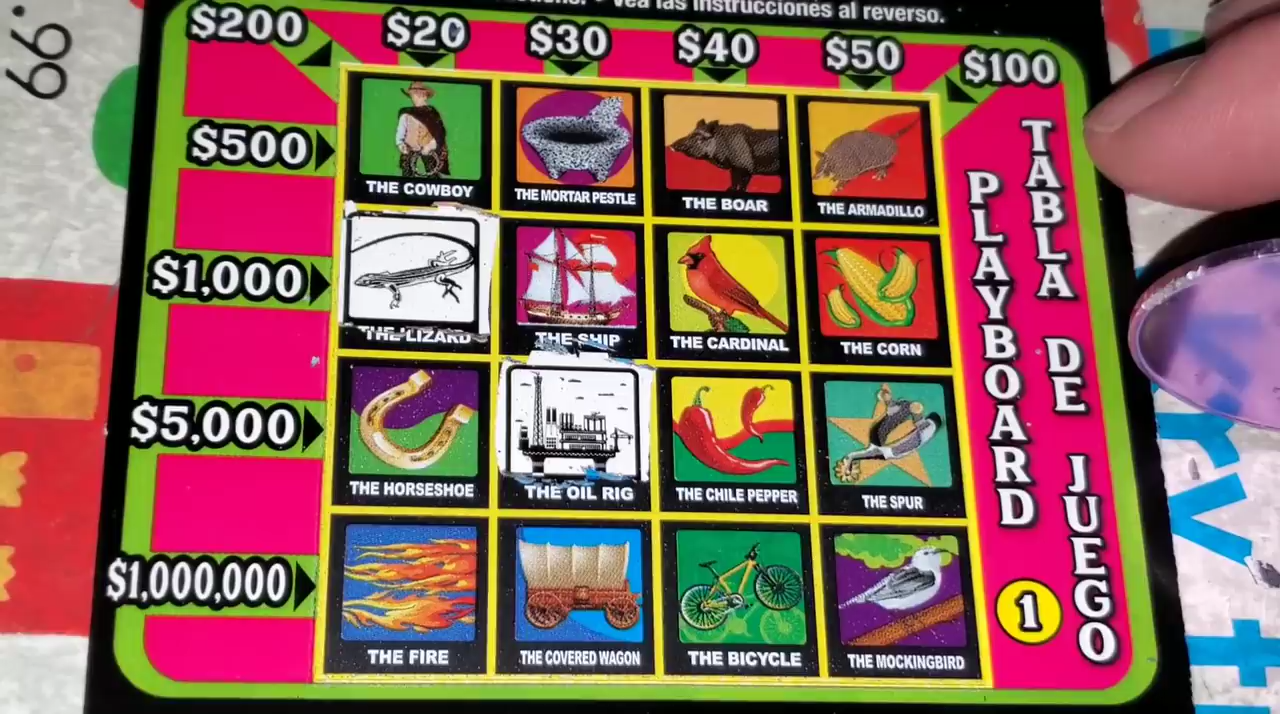 Vea las instrucciones al reverso.
.99
$200
$20
$30
$40
$50
$100
$500
THE COWBOY
THE MORTAR PESTLE
THE BOAR
THE ARMADILLO
$1,000
THE LIZARD
THE SHIP
THE CARDINAL
THE CORN
$5,000
THE HORSESHOE
THE OIL RIG
THE CHILE PEPPER
THE SPUR
$1,000,000
THE FIRE
THE COVERED WAGON
THE BICYCLE
THE MOCKINGBIRD
PLAYBOARD
TABLA DE JUEGO
1